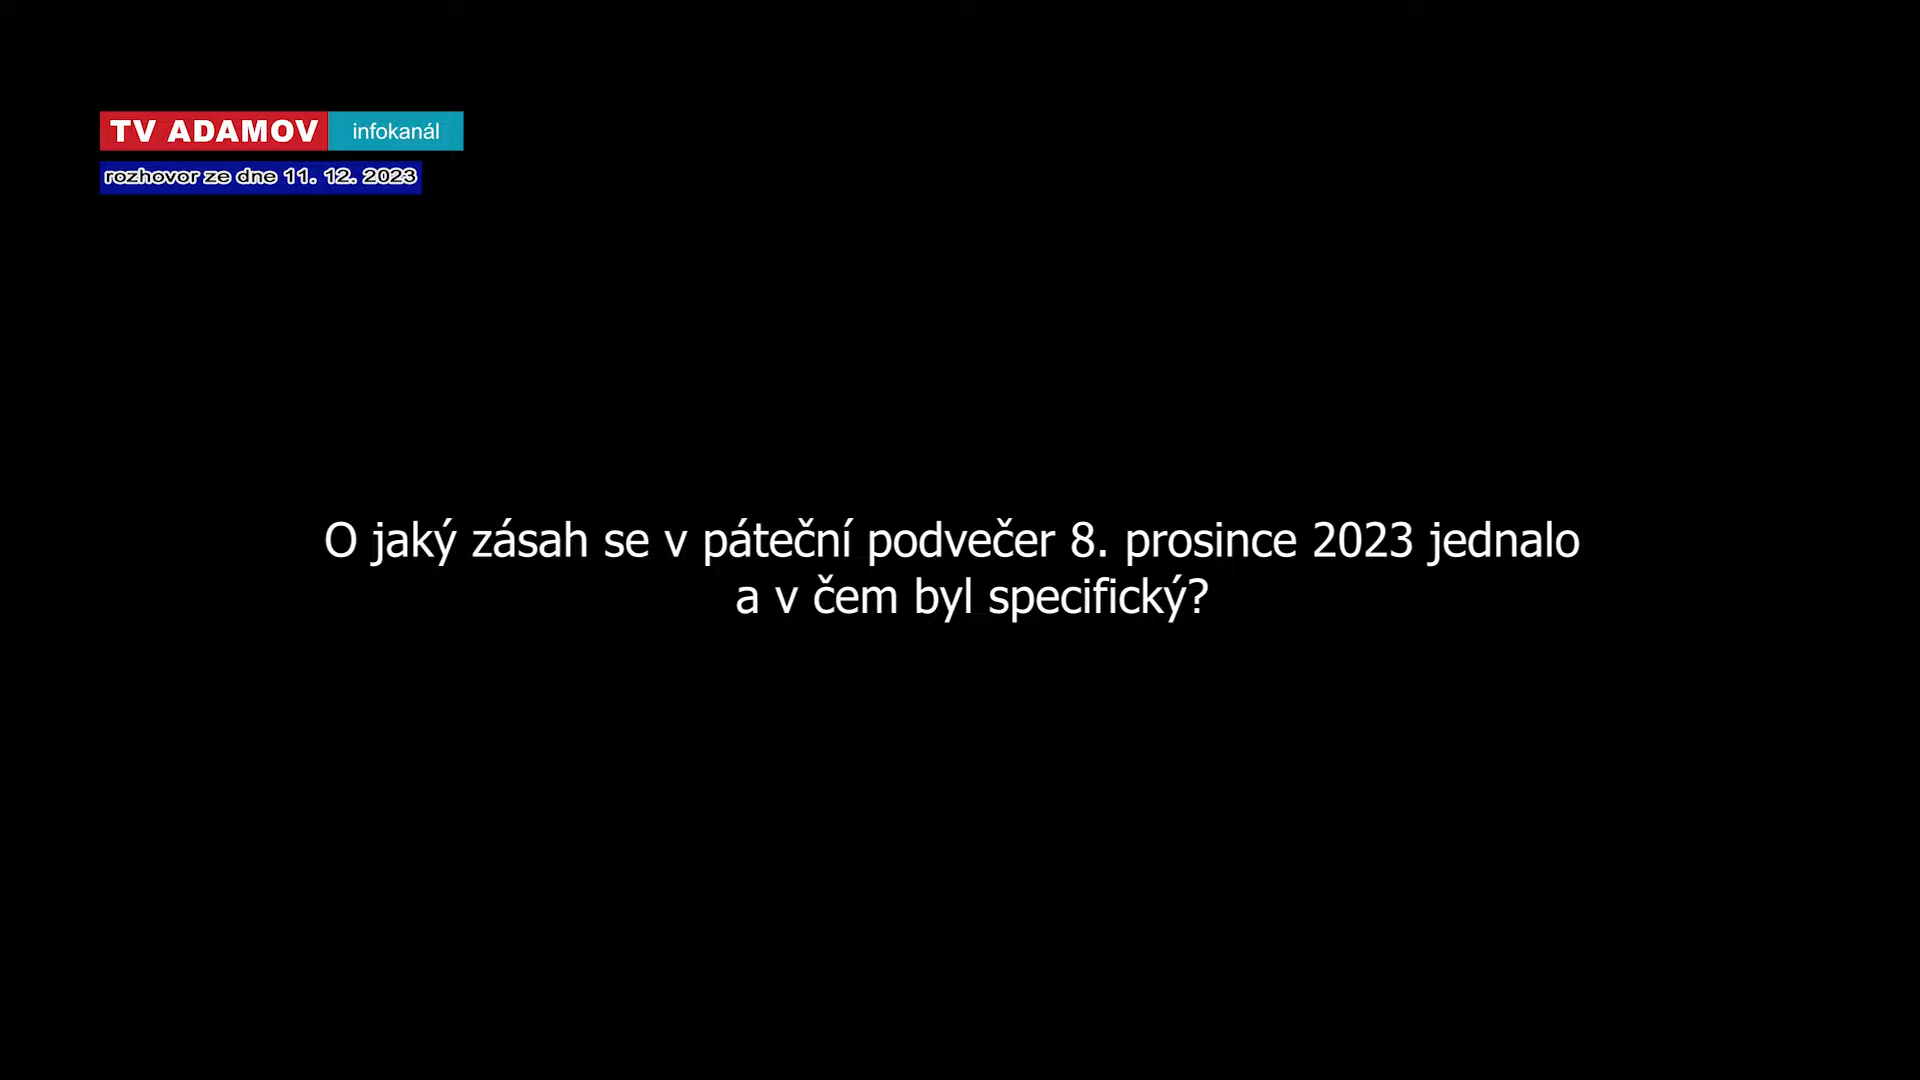 TV ADAMOV infokanál
rozhovor ze dne 11. 12. 2023
O jaký zásah se v páteční podvečer 8. prosince 2023 jednalo
a v čem byl specifický?